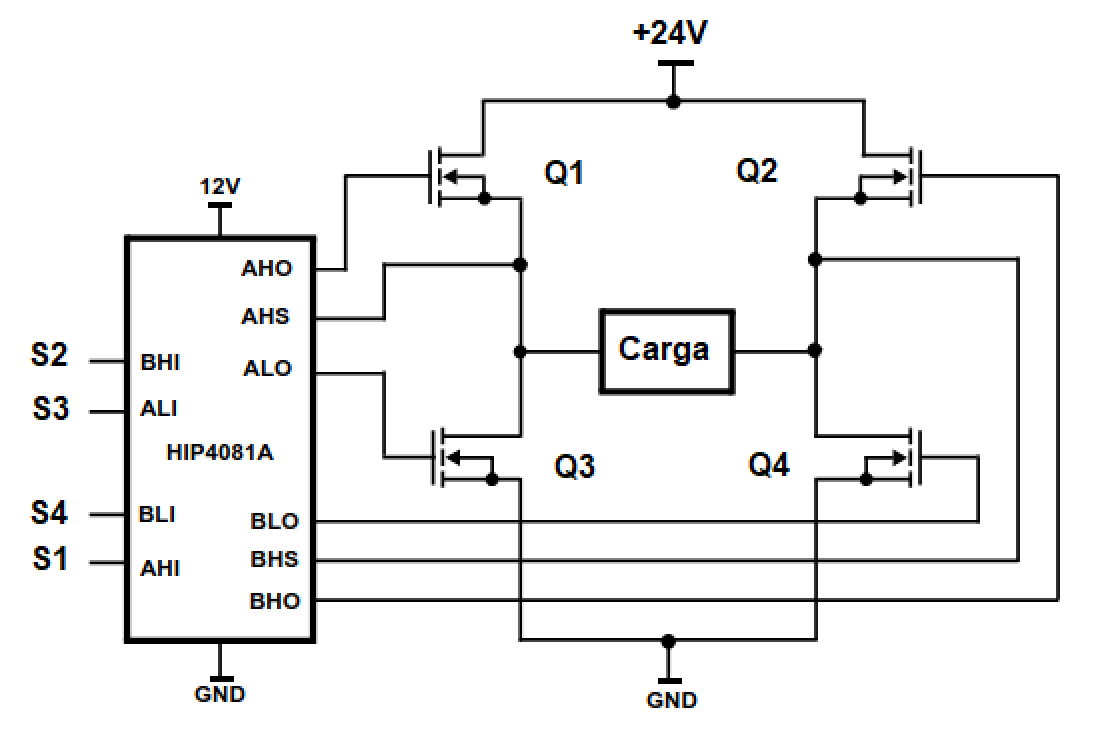 +24V
Q1
Q2
12V
AHO
AHS
S2
BHI
ALO
Carga
S3
ALI
HIP4081A
Q3
Q4
S4
BLI
BLO
S1
AHI
BHS
BHO
GND
GND